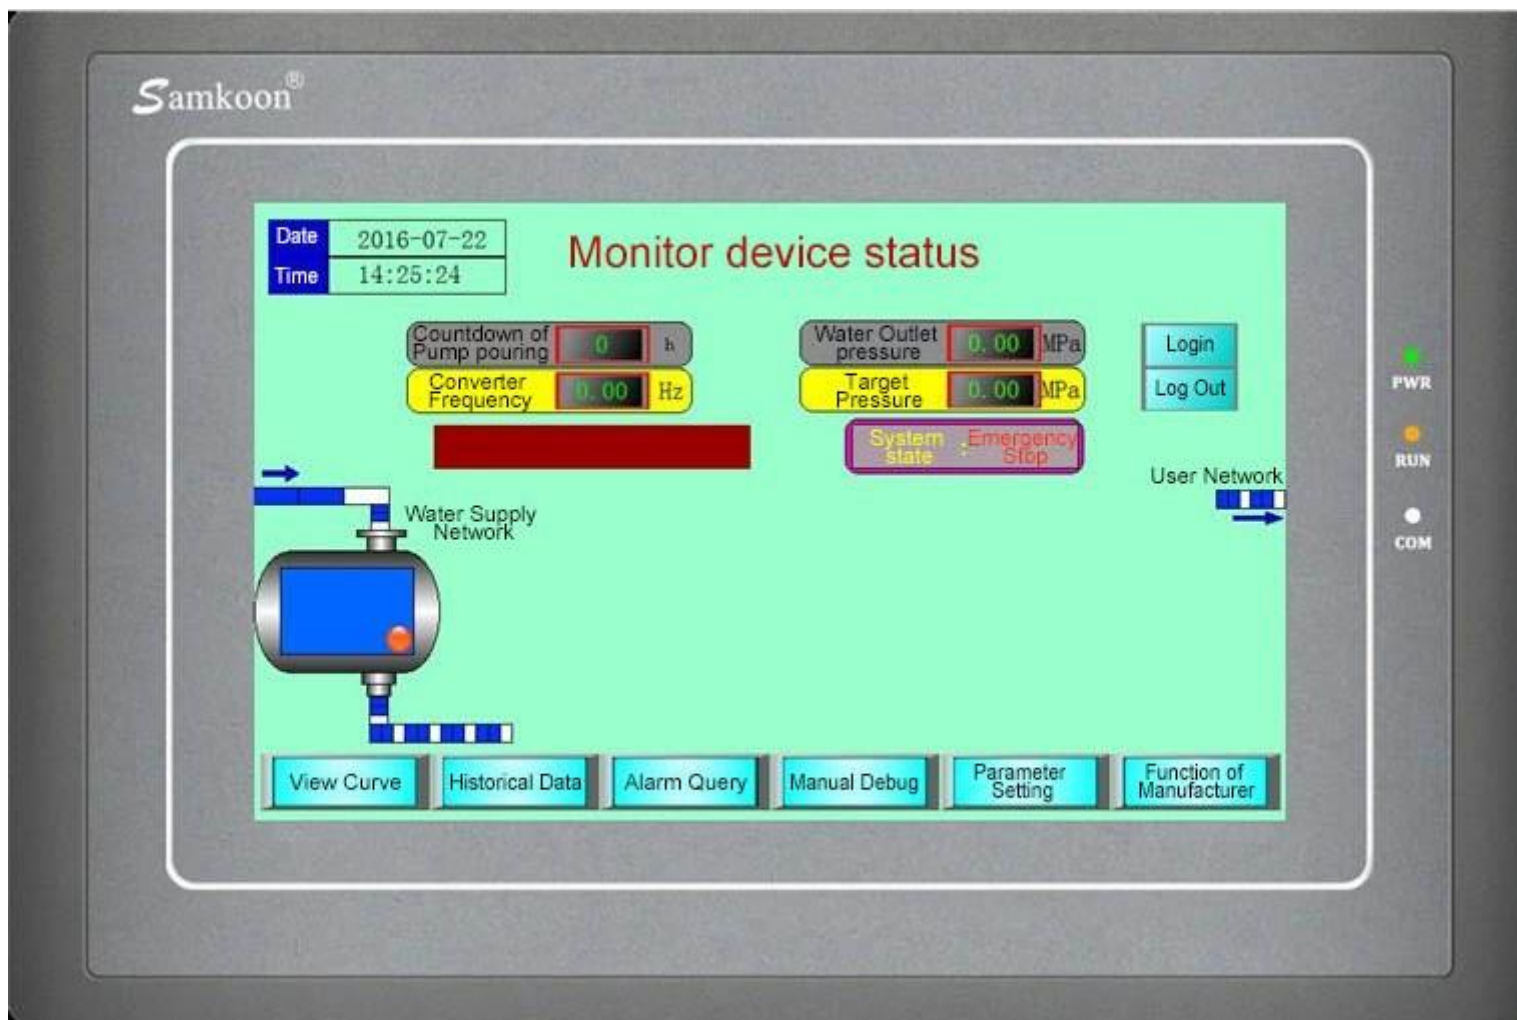 Samkoon®
Date 2016-07-22
Time 14:25:24
Monitor device status
Countdown of
Pump pouring 0 h
Converter
Frequency 0.00 Hz
Water Outlet
pressure 0.00 MPa
Target
Pressure 0.00 MPa
Login
Log Out
System
state : Emergency
Stop
Water Supply
Network
User Network
PWR
RUN
COM
View Curve
Historical Data
Alarm Query
Manual Debug
Parameter
Setting
Function of
Manufacturer